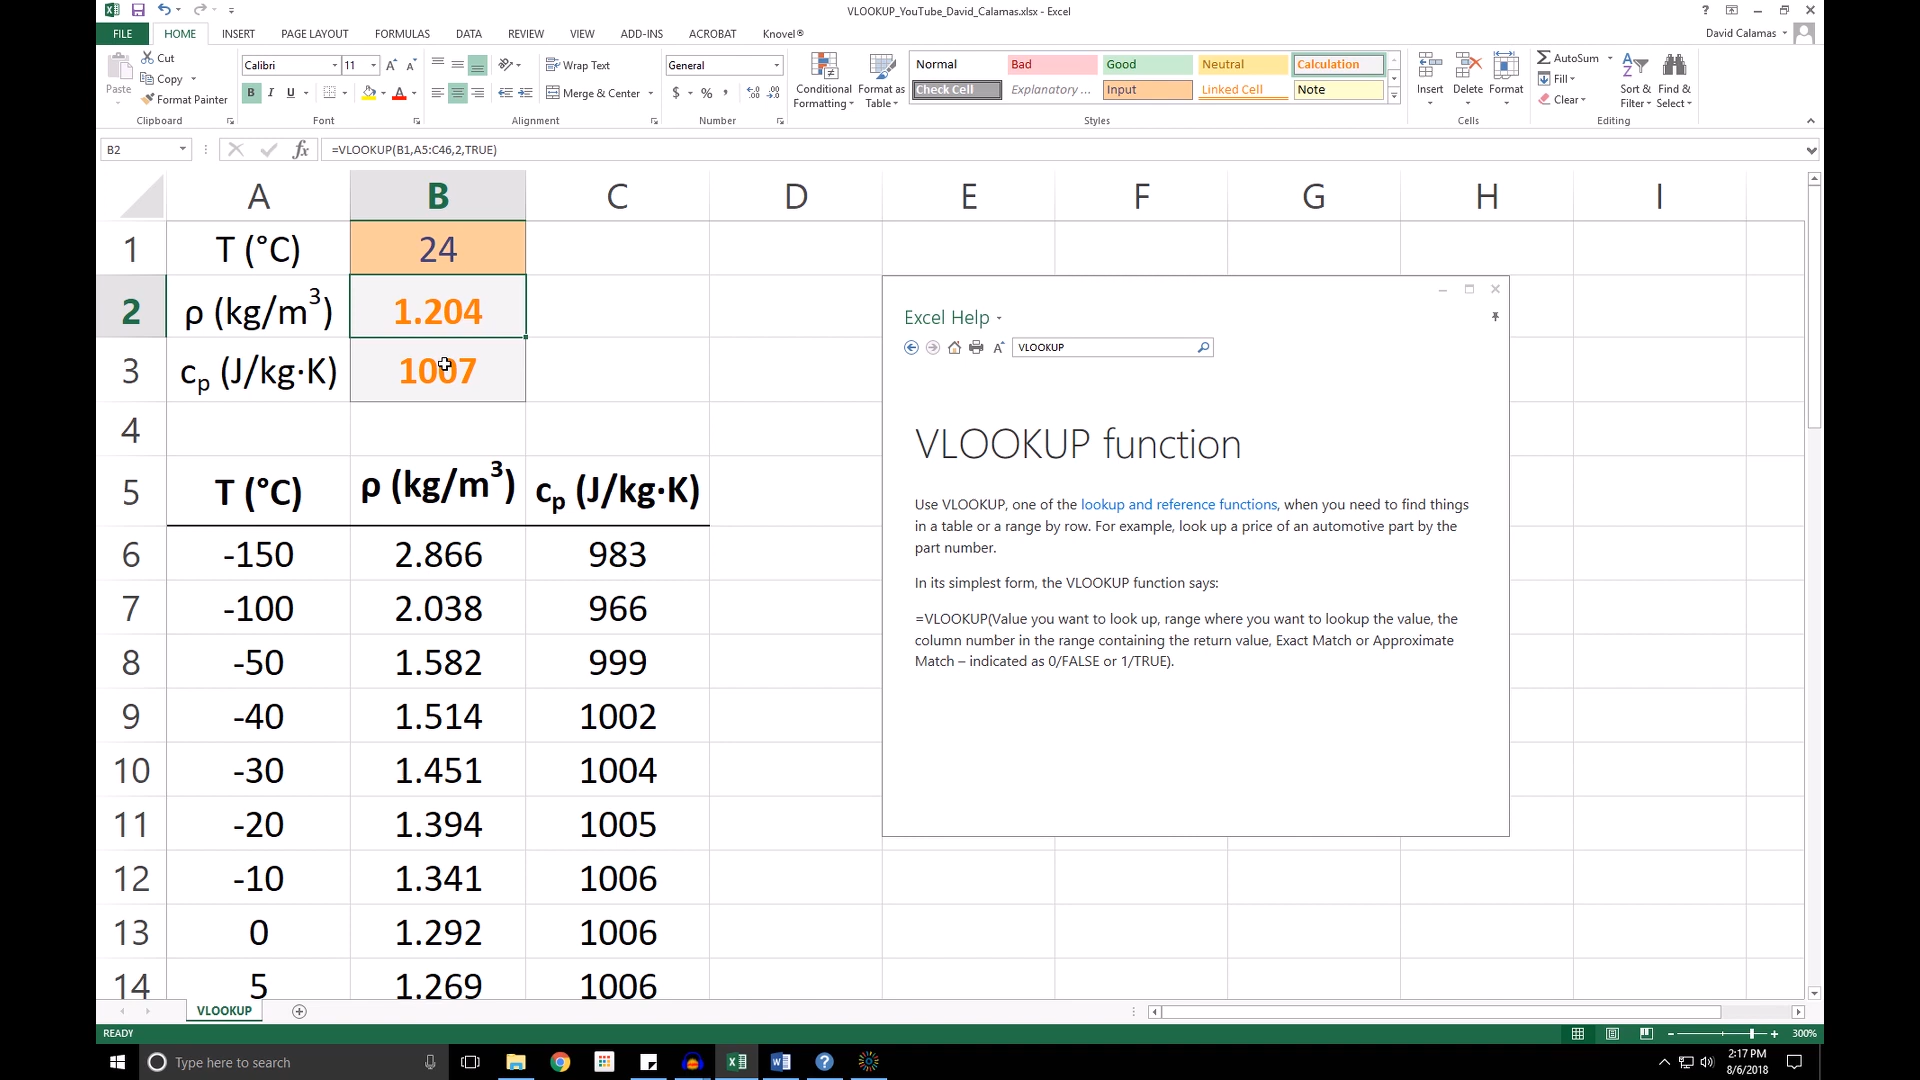 VLOOKUP_YouTube_David_Calamas.xlsx - Excel
FILE HOME INSERT PAGE LAYOUT FORMULAS DATA REVIEW VIEW ADD-INS ACROBAT Knovel® David Calamas
Paste Cut
Copy
Format Painter
Clipboard
Calibri 11
B I U
Font
Wrap Text
Merge & Center
Alignment
General
$ % ,
Number
Conditional Formatting
Format as Table
Normal Bad Good Neutral Calculation
Check Cell Explanatory ... Input Linked Cell Note
Styles
Insert Delete Format
Cells
AutoSum
Fill
Clear
Sort & Filter
Find & Select
Editing
B2 fx =VLOOKUP(B1,A5:C46,2,TRUE)
A B C D E F G H I
1 T (°C) 24
2 ρ (kg/m³) 1.204
3 cp (J/kg·K) 1007
4
5 T (°C) ρ (kg/m³) cp (J/kg·K)
6 -150 2.866 983
7 -100 2.038 966
8 -50 1.582 999
9 -40 1.514 1002
10 -30 1.451 1004
11 -20 1.394 1005
12 -10 1.341 1006
13 0 1.292 1006
14 5 1.269 1006
Excel Help
VLOOKUP
VLOOKUP function
Use VLOOKUP, one of the lookup and reference functions, when you need to find things
in a table or a range by row. For example, look up a price of an automotive part by the
part number.
In its simplest form, the VLOOKUP function says:
=VLOOKUP(Value you want to look up, range where you want to lookup the value, the
column number in the range containing the return value, Exact Match or Approximate
Match – indicated as 0/FALSE or 1/TRUE).
VLOOKUP
READY 300%
Type here to search
2:17 PM
8/6/2018